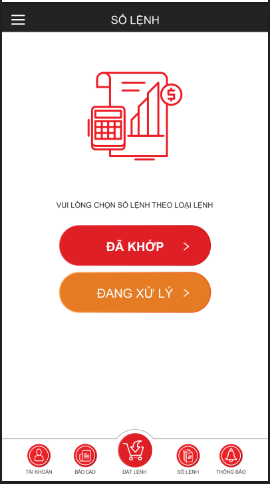 SỔ LỆNH
VUI LÒNG CHỌN SỔ LỆNH THEO LOẠI LỆNH
ĐÃ KHỚP >
ĐANG XỬ LÝ >
TÀI KHOẢN
BÁO CÁO
ĐẶT LỆNH
SỔ LỆNH
THÔNG BÁO